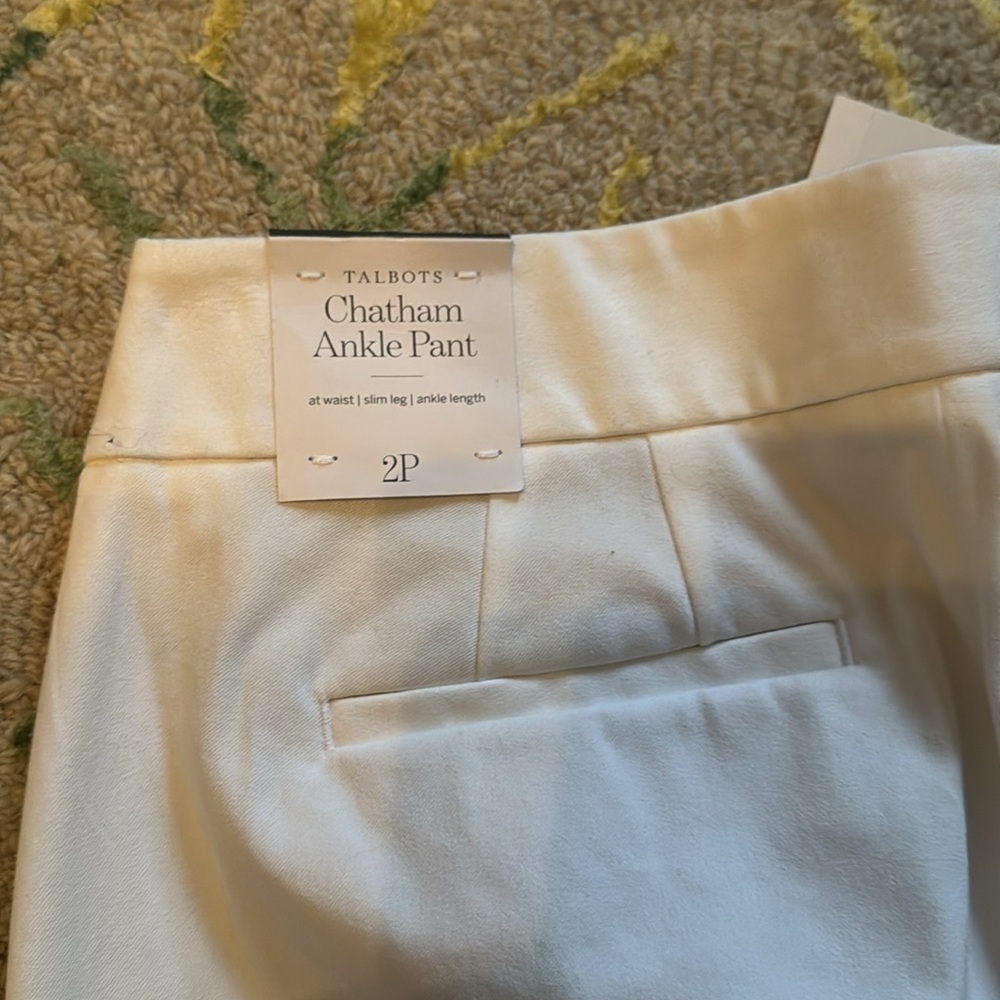 TALBOTS
Chatham
Ankle Pant
at waist | slim leg | ankle length
2P